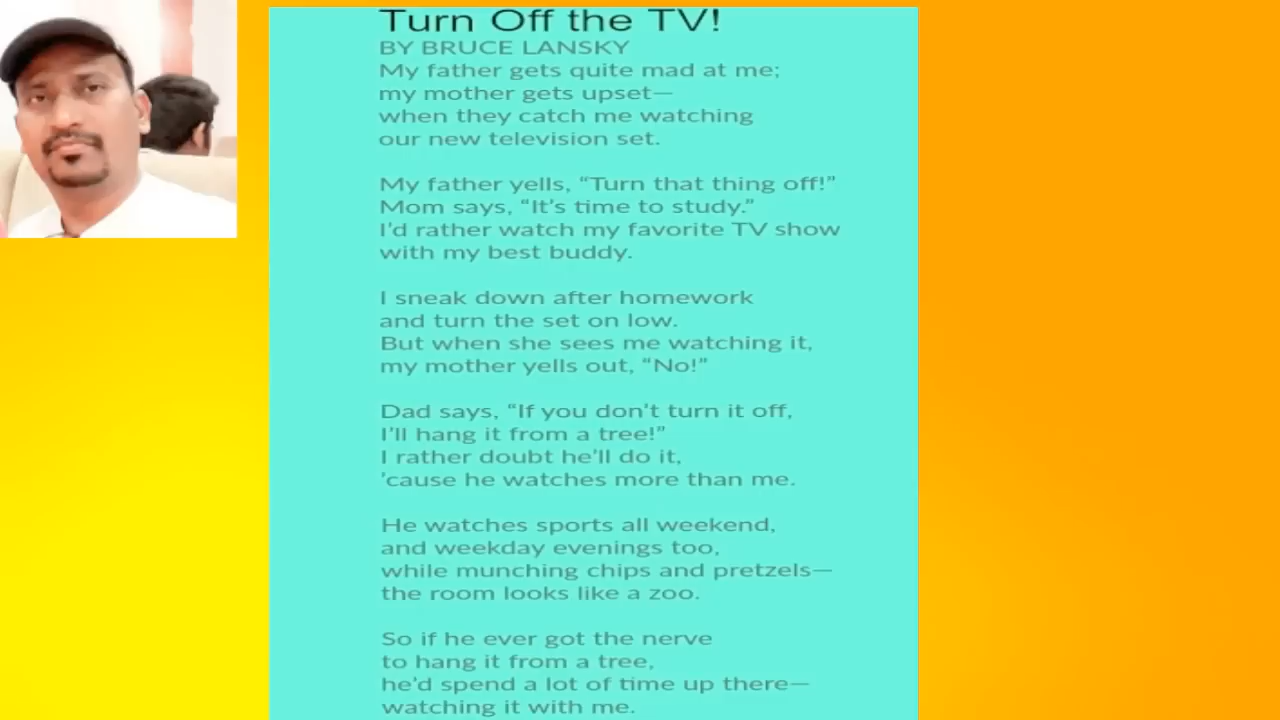 Turn Off the TV!
BY BRUCE LANSKY
My father gets quite mad at me;
my mother gets upset—
when they catch me watching
our new television set.
My father yells, “Turn that thing off!”
Mom says, “It’s time to study.”
I’d rather watch my favorite TV show
with my best buddy.
I sneak down after homework
and turn the set on low.
But when she sees me watching it,
my mother yells out, “No!”
Dad says, “If you don’t turn it off,
I’ll hang it from a tree!”
I rather doubt he’ll do it,
’cause he watches more than me.
He watches sports all weekend,
and weekday evenings too,
while munching chips and pretzels—
the room looks like a zoo.
So if he ever got the nerve
to hang it from a tree,
he’d spend a lot of time up there—
watching it with me.